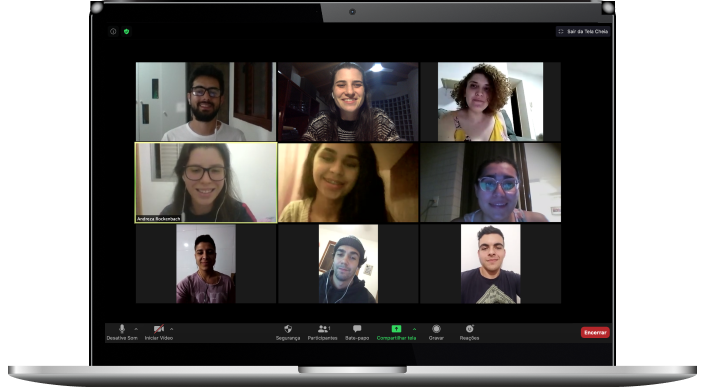 Sair da Tela Cheia
Andreza Bockenbach
Desative Som
Iniciar Vídeo
Segurança
Participantes
Bate-papo
Compartilhar tela
Gravar
Reações
Encerrar